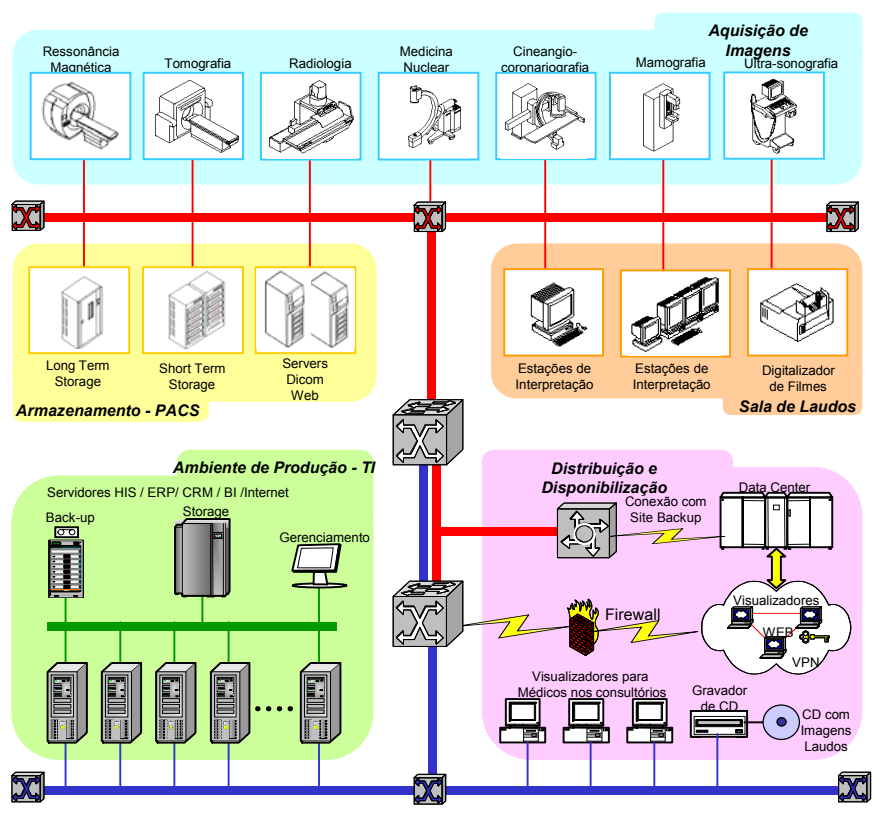 Aquisição de
Imagens
Ressonância
Magnética
Tomografia
Radiologia
Medicina
Nuclear
Cineangio-
coronariografia
Mamografia
Ultra-sonografia
Long Term
Storage
Short Term
Storage
Servers
Dicom
Web
Armazenamento - PACS
Estações de
Interpretação
Estações de
Interpretação
Digitalizador
de Filmes
Sala de Laudos
Ambiente de Produção - TI
Servidores HIS / ERP/ CRM / BI /Internet
Back-up
Storage
Gerenciamento
Distribuição e
Disponibilização
Conexão com
Site Backup
Data Center
Firewall
Visualizadores
WEB
VPN
Visualizadores para
Médicos nos consultórios
Gravador
de CD
CD com
Imagens
Laudos